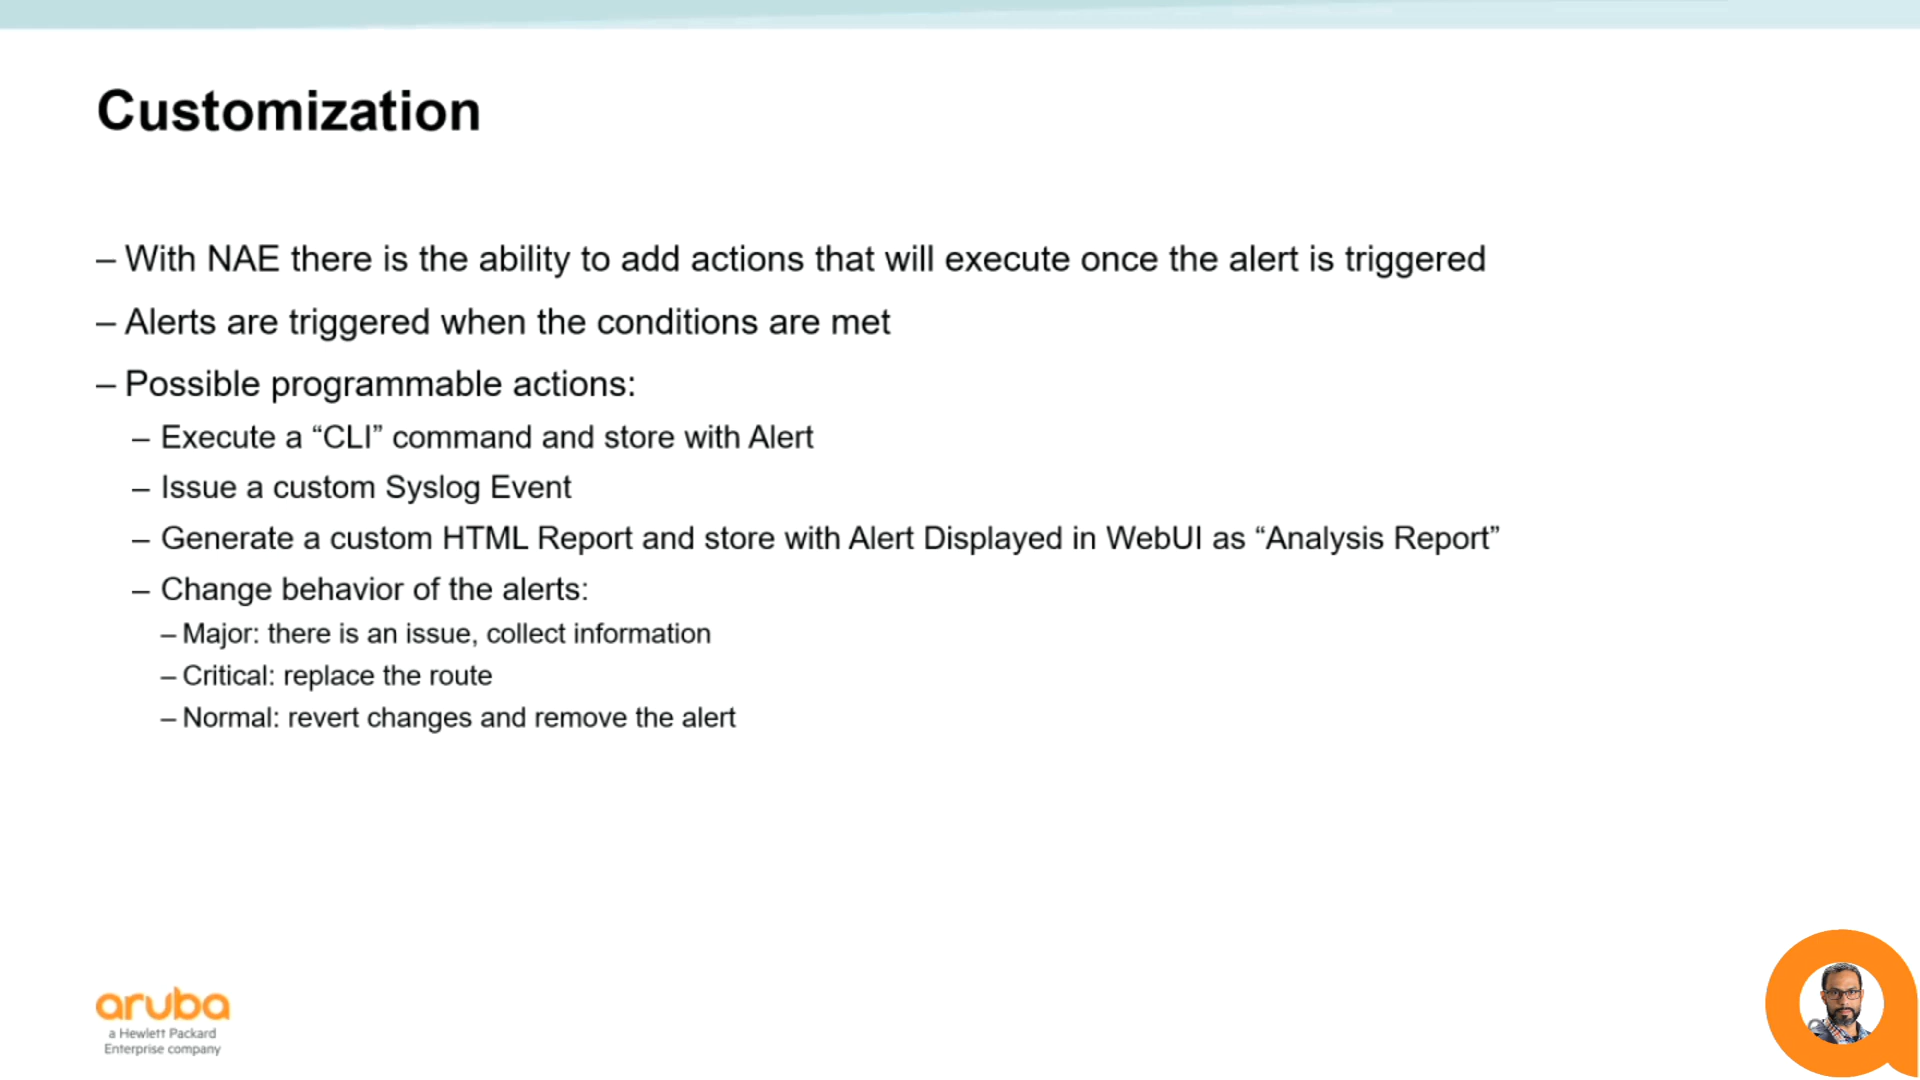 Customization
– With NAE there is the ability to add actions that will execute once the alert is triggered
– Alerts are triggered when the conditions are met
– Possible programmable actions:
– Execute a “CLI” command and store with Alert
– Issue a custom Syslog Event
– Generate a custom HTML Report and store with Alert Displayed in WebUI as “Analysis Report”
– Change behavior of the alerts:
– Major: there is an issue, collect information
– Critical: replace the route
– Normal: revert changes and remove the alert
aruba
a Hewlett Packard
Enterprise company